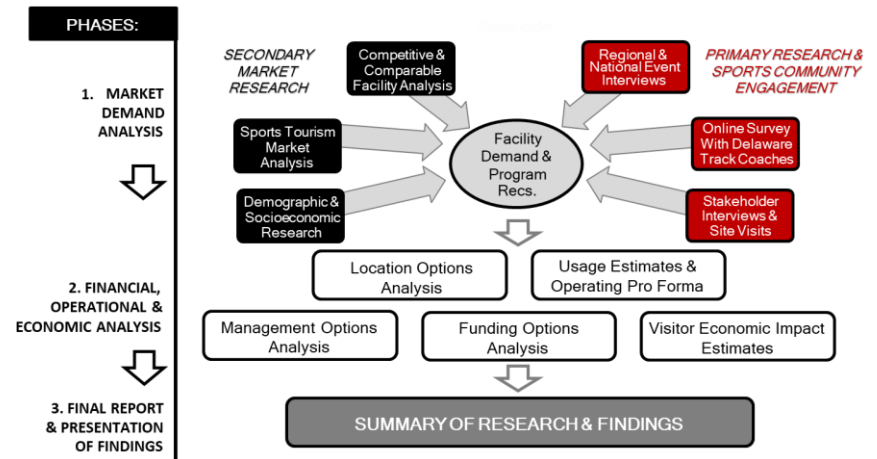 PHASES:
1. MARKET
DEMAND
ANALYSIS
2. FINANCIAL,
OPERATIONAL &
ECONOMIC ANALYSIS
3. FINAL REPORT
& PRESENTATION
OF FINDINGS
SECONDARY
MARKET
RESEARCH
Competitive &
Comparable
Facility Analysis
Sports Tourism
Market
Analysis
Demographic &
Socioeconomic
Research
Regional &
National Event
Interviews
PRIMARY RESEARCH &
SPORTS COMMUNITY
ENGAGEMENT
Online Survey
With Delaware
Track Coaches
Stakeholder
Interviews &
Site Visits
Facility
Demand &
Program
Recs.
Location Options
Analysis
Usage Estimates &
Operating Pro Forma
Management Options
Analysis
Funding Options
Analysis
Visitor Economic Impact
Estimates
SUMMARY OF RESEARCH & FINDINGS